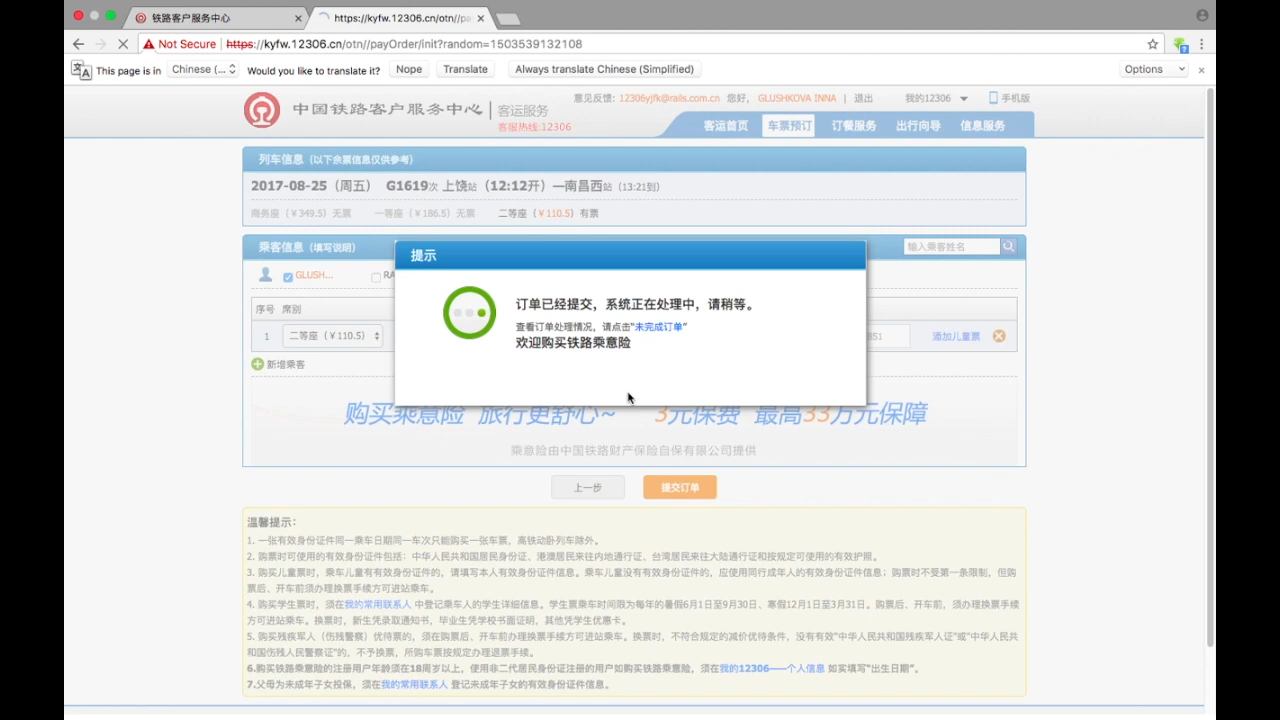 铁路客户服务中心
https://kyfw.12306.cn/otn//pa
Not Secure https://kyfw.12306.cn/otn//payOrder/init?random=1503539132108
This page is in Chinese (... Would you like to translate it? Nope Translate Always translate Chinese (Simplified) Options
意见反馈: 12306yjfk@rails.com.cn 您好, GLUSHKOVA INNA | 退出 我的12306 手机版
中国铁路客户服务中心 | 客运服务
客服热线:12306
客运首页 车票预订 订餐服务 出行向导 信息服务
列车信息（以下余票信息仅供参考）
2017-08-25（周五） G1619次 上饶站（12:12开）—南昌西站（13:21到）
商务座（￥349.5）无票 一等座（￥186.5）无票 二等座（￥110.5）有票
乘客信息（填写说明） 输入乘客姓名
提示
GLUSH... RA
订单已经提交，系统正在处理中，请稍等。
序号 席别
查看订单处理情况，请点击“未完成订单”
1 二等座（￥110.5） 添加儿童票
欢迎购买铁路乘意险
新增乘客
购买乘意险 旅行更舒心~ 3元保费 最高33万元保障
乘意险由中国铁路财产保险自保有限公司提供
上一步 提交订单
温馨提示：
1. 一张有效身份证件同一乘车日期同一车次只能购买一张车票，高铁动卧列车除外。
2. 购票时可使用的有效身份证件包括：中华人民共和国居民身份证、港澳居民来往内地通行证、台湾居民来往大陆通行证和按规定可使用的有效护照。
3. 购买儿童票时，乘车儿童有有效身份证件的，请填写本人有效身份证件信息。乘车儿童没有有效身份证件的，应使用同行成年人的有效身份证件信息；购票时不受第一条限制，但购
票后、开车前须办理换票手续方可进站乘车。
4. 购买学生票时，须在我的常用联系人 中登记乘车人的学生详细信息。学生票乘车时间限为每年的暑假6月1日至9月30日、寒假12月1日至3月31日。购票后、开车前，须办理换票手续
方可进站乘车。换票时，新生凭录取通知书，毕业生凭学校书面证明，其他凭学生优惠卡。
5. 购买残疾军人（伤残警察）优待票的，须在购票后、开车前办理换票手续方可进站乘车。换票时，不符合规定的减价优待条件，没有有效"中华人民共和国残疾军人证"或"中华人民共
和国伤残人民警察证"的，不予换票，所购车票按规定办理退票手续。
6.购买铁路乘意险的注册用户年龄须在18周岁以上，使用非二代居民身份证注册的用户如购买铁路乘意险，须在我的12306——个人信息 如实填写“出生日期”。
7.父母为未成年子女投保，须在我的常用联系人 登记未成年子女的有效身份证件信息。